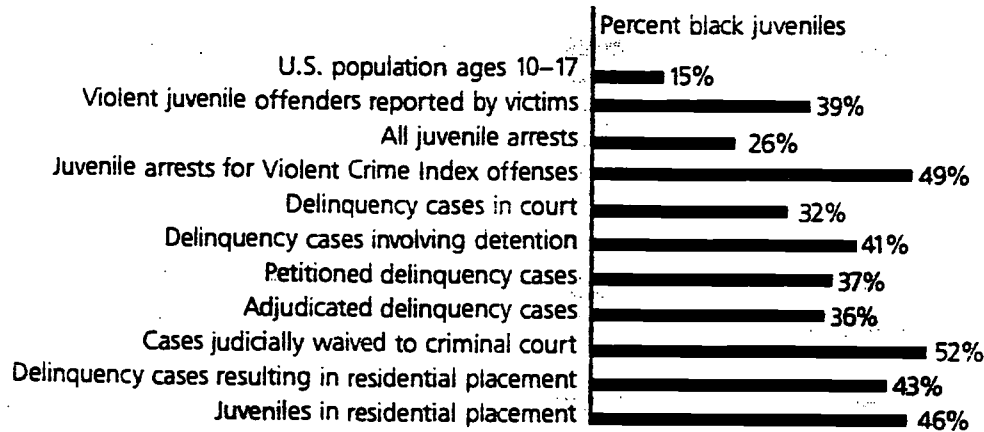 Percent black juveniles
U.S. population ages 10–17 15%
Violent juvenile offenders reported by victims 39%
All juvenile arrests 26%
Juvenile arrests for Violent Crime Index offenses 49%
Delinquency cases in court 32%
Delinquency cases involving detention 41%
Petitioned delinquency cases 37%
Adjudicated delinquency cases 36%
Cases judicially waived to criminal court 52%
Delinquency cases resulting in residential placement 43%
Juveniles in residential placement 46%